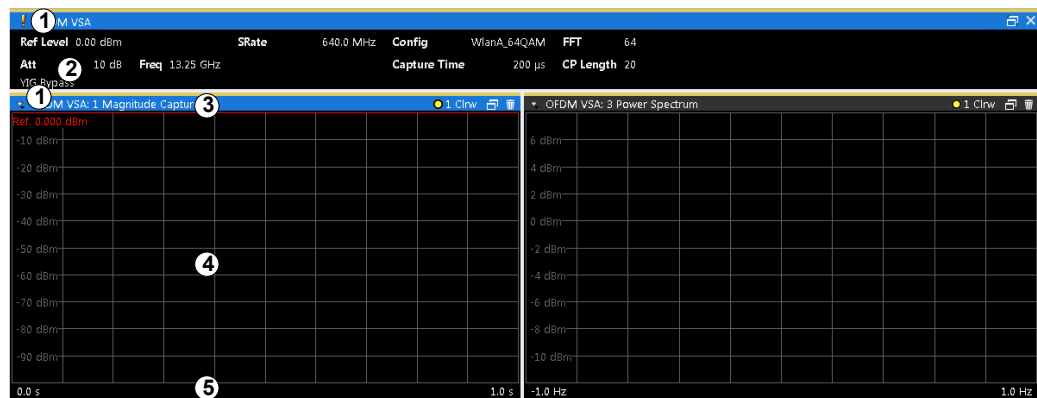 ! 1 DM VSA
Ref Level 0.00 dBm SRate 640.0 MHz Config WlanA_64QAM FFT 64
Att 10 dB Freq 13.25 GHz Capture Time 200 µs CP Length 20
2
YIG Bypass
1 DM VSA: 1 Magnitude Captur 3 1 Clrw
OFDM VSA: 3 Power Spectrum 1 Clrw
Ref. 0.000 dBm
-10 dBm
-20 dBm
-30 dBm
-40 dBm
-50 dBm
4
-60 dBm
-70 dBm
-80 dBm
-90 dBm
0.0 s 5 1.0 s
6 dBm
4 dBm
2 dBm
0 dBm
-2 dBm
-4 dBm
-6 dBm
-8 dBm
-10 dBm
-1.0 Hz 1.0 Hz